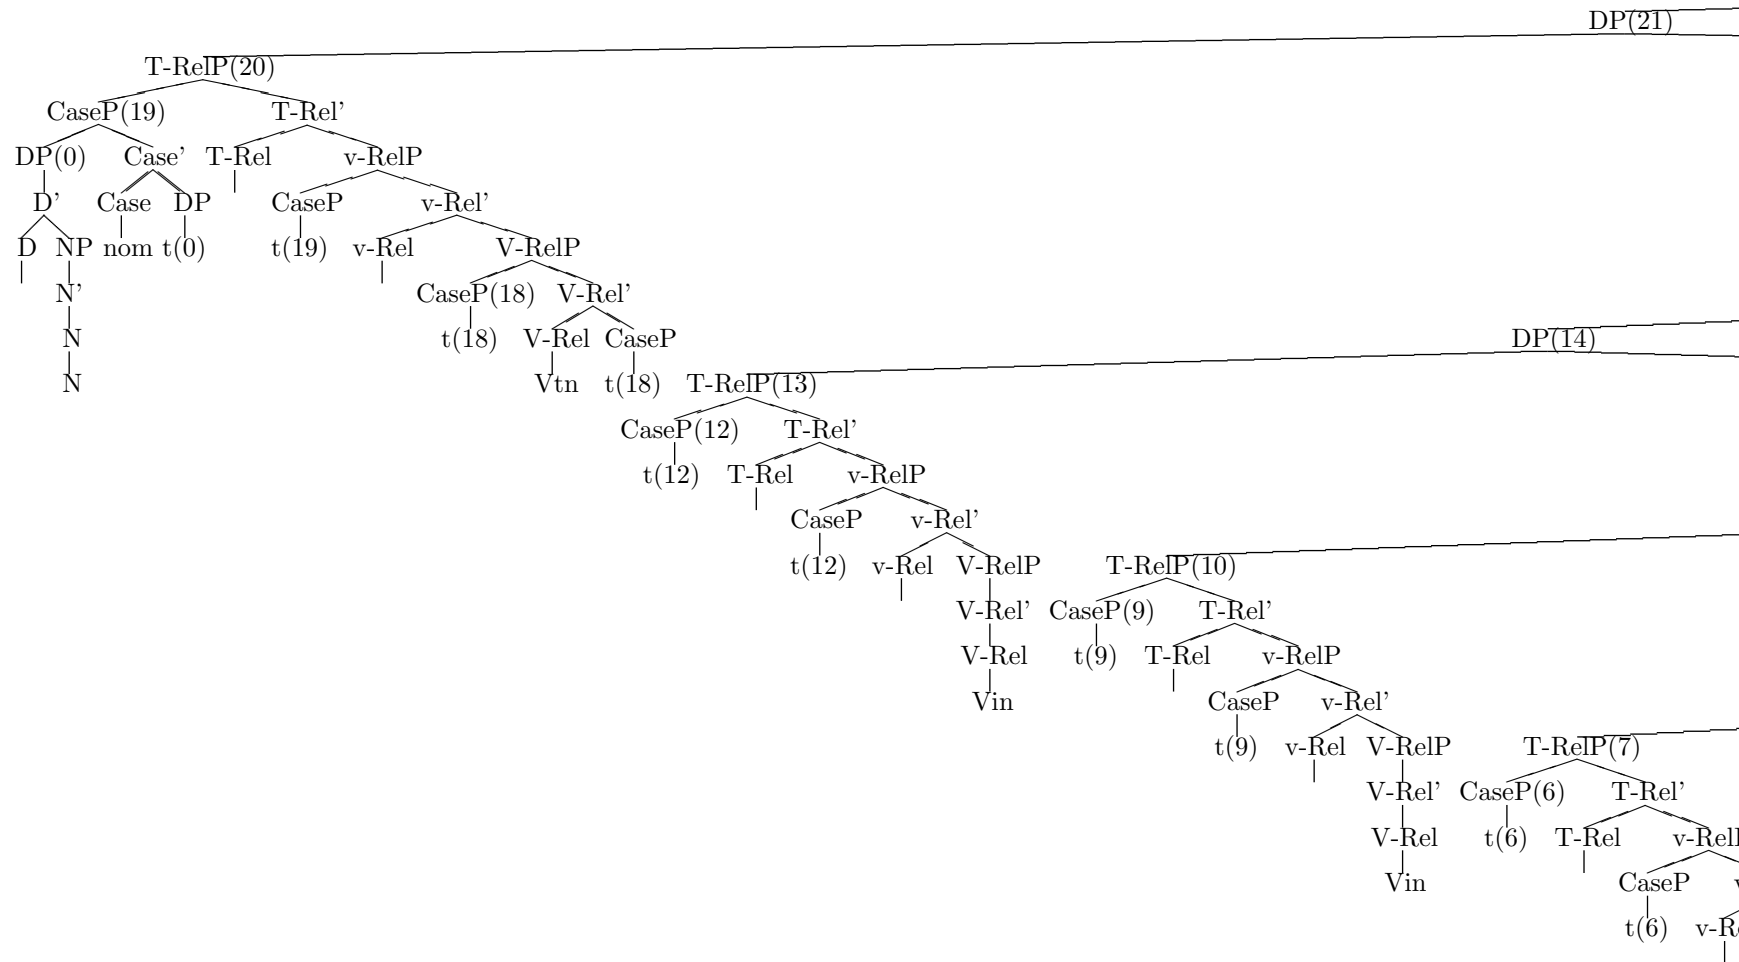 DP(21)
T-RelP(20)
CaseP(19) T-Rel'
DP(0) Case' T-Rel v-RelP
D' Case DP CaseP v-Rel'
D NP nom t(0) t(19) v-Rel V-RelP
N' CaseP(18) V-Rel'
N t(18) V-Rel CaseP DP(14)
N Vtn t(18) T-RelP(13)
CaseP(12) T-Rel'
t(12) T-Rel v-RelP
CaseP v-Rel'
t(12) v-Rel V-RelP T-RelP(10)
V-Rel' CaseP(9) T-Rel'
V-Rel t(9) T-Rel v-RelP
Vin CaseP v-Rel'
t(9) v-Rel V-RelP T-RelP(7)
V-Rel' CaseP(6) T-Rel'
V-Rel t(6) T-Rel v-Rel
Vin CaseP
t(6) v-R